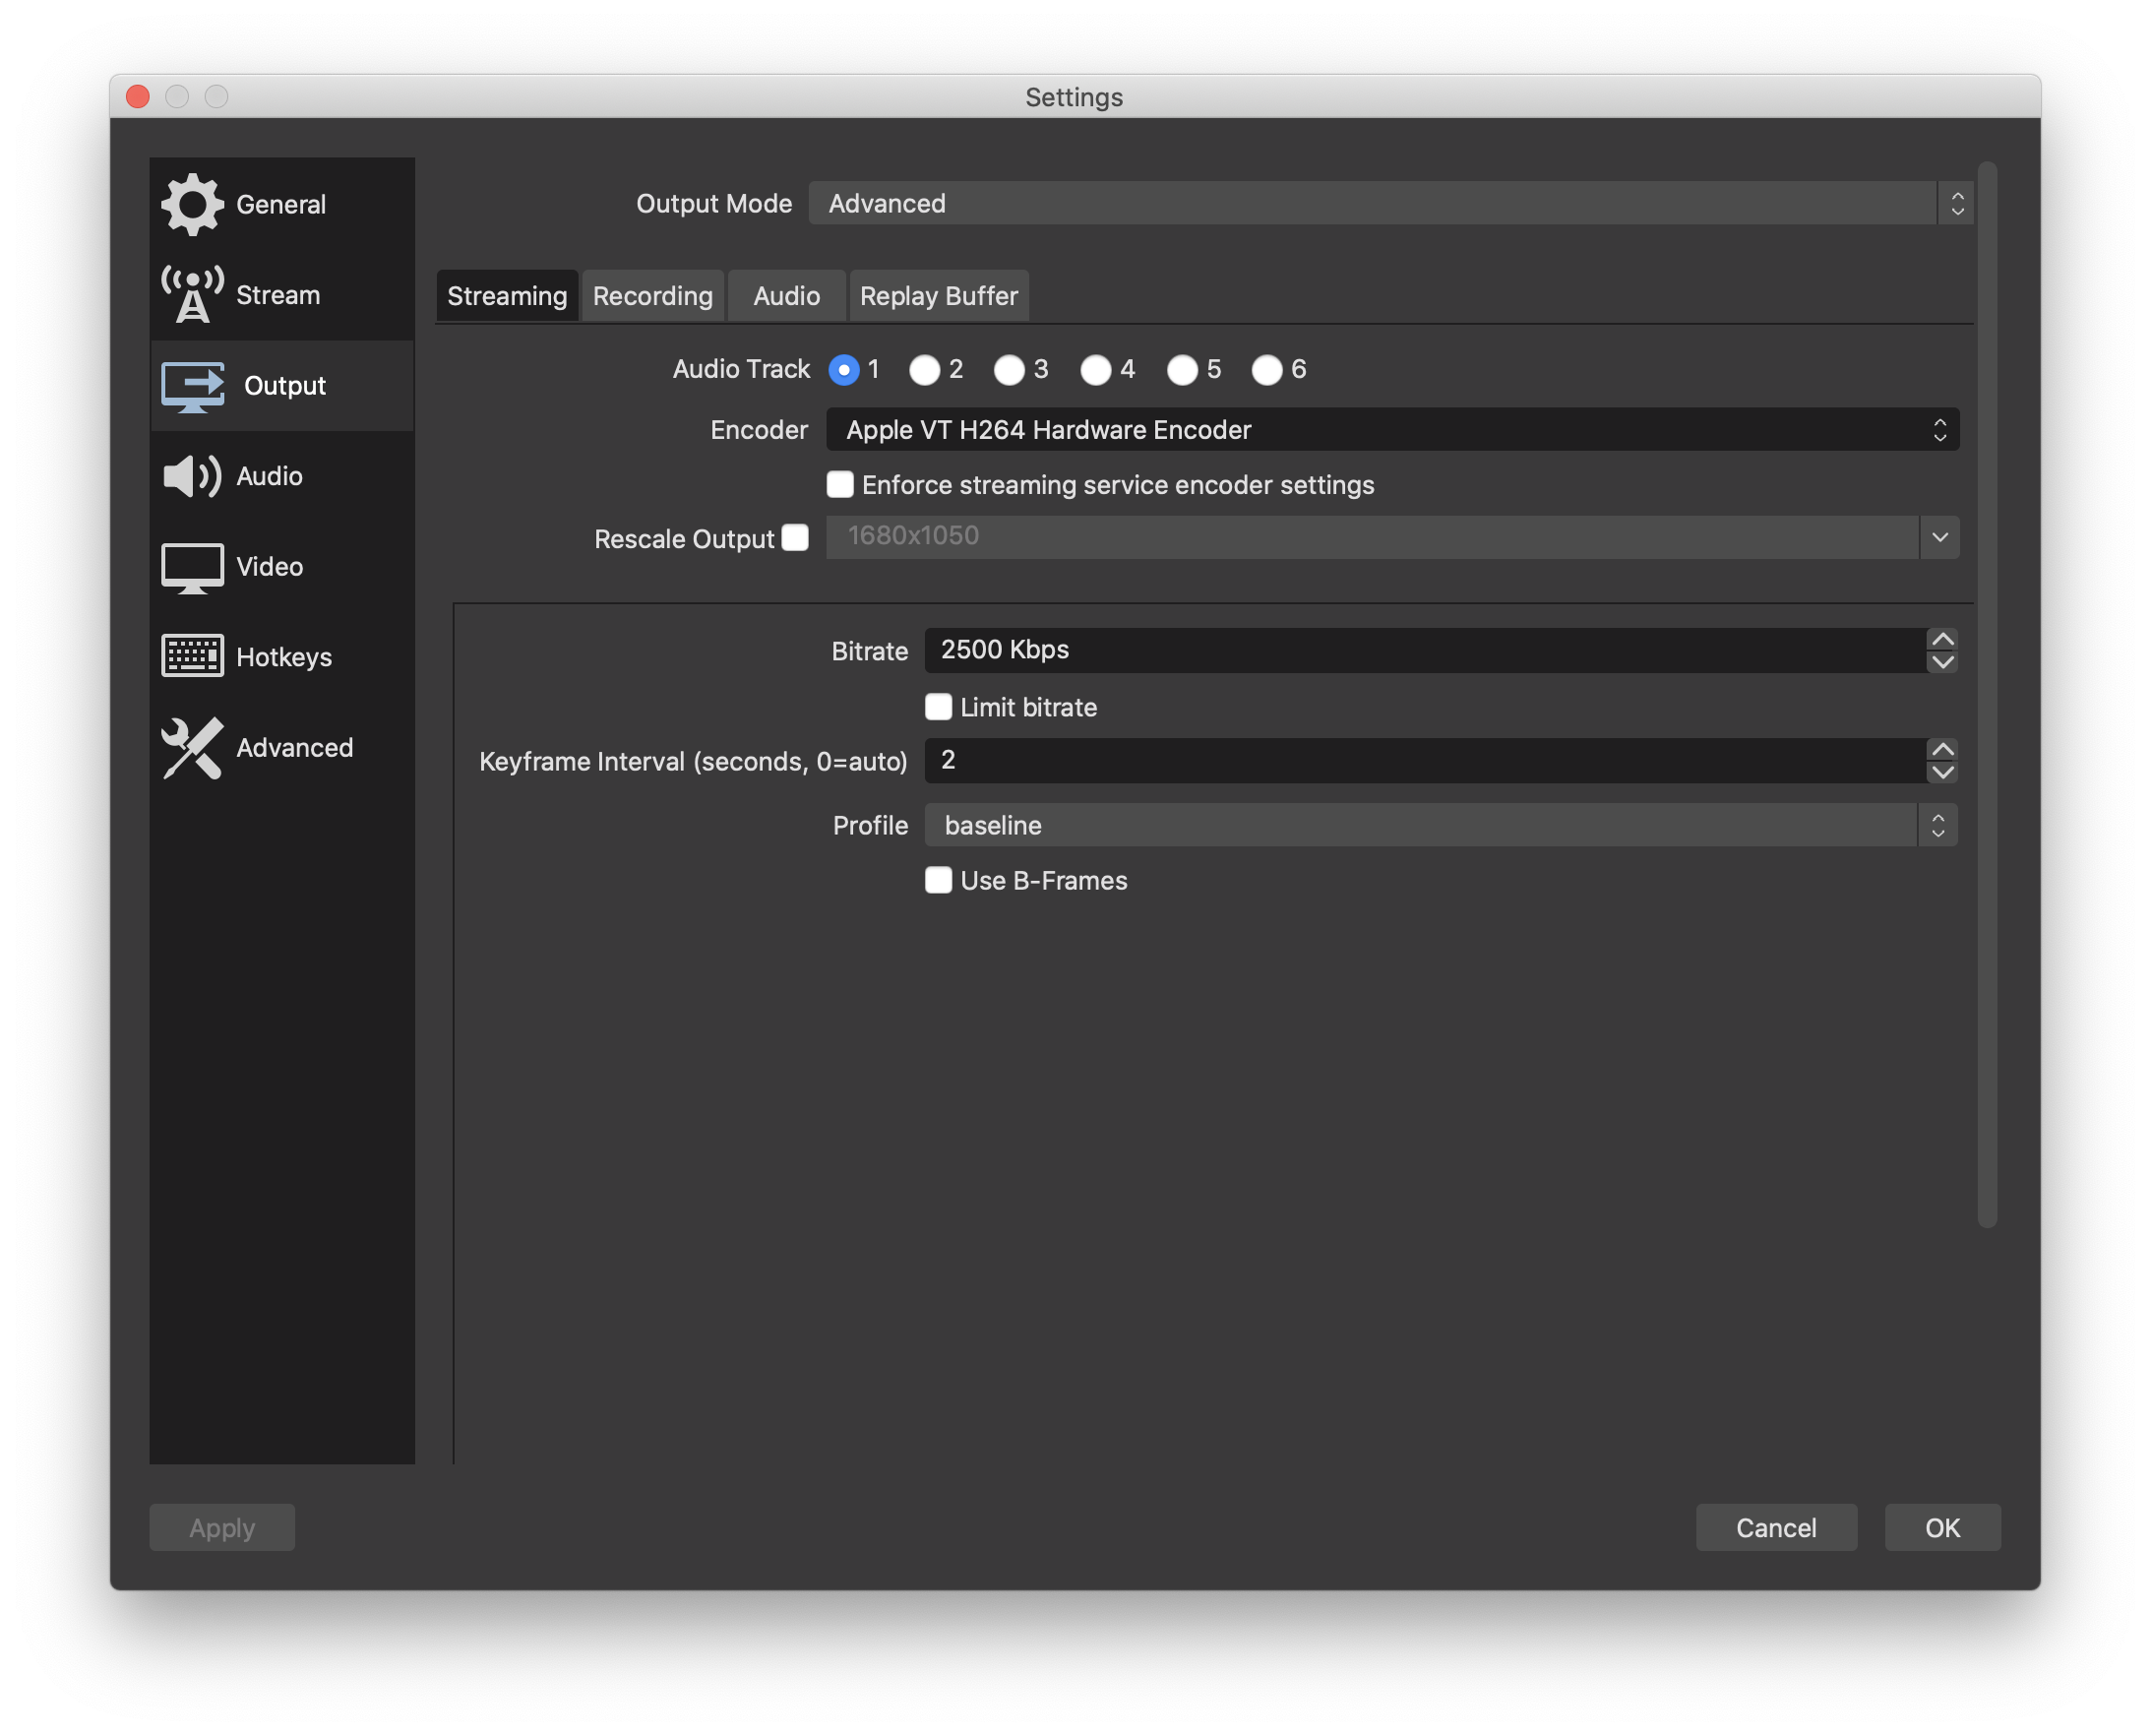 Settings
General
Stream
Output
Audio
Video
Hotkeys
Advanced
Output Mode Advanced
Streaming Recording Audio Replay Buffer
Audio Track 1 2 3 4 5 6
Encoder Apple VT H264 Hardware Encoder
Enforce streaming service encoder settings
Rescale Output 1680x1050
Bitrate 2500 Kbps
Limit bitrate
Keyframe Interval (seconds, 0=auto) 2
Profile baseline
Use B-Frames
Apply Cancel OK